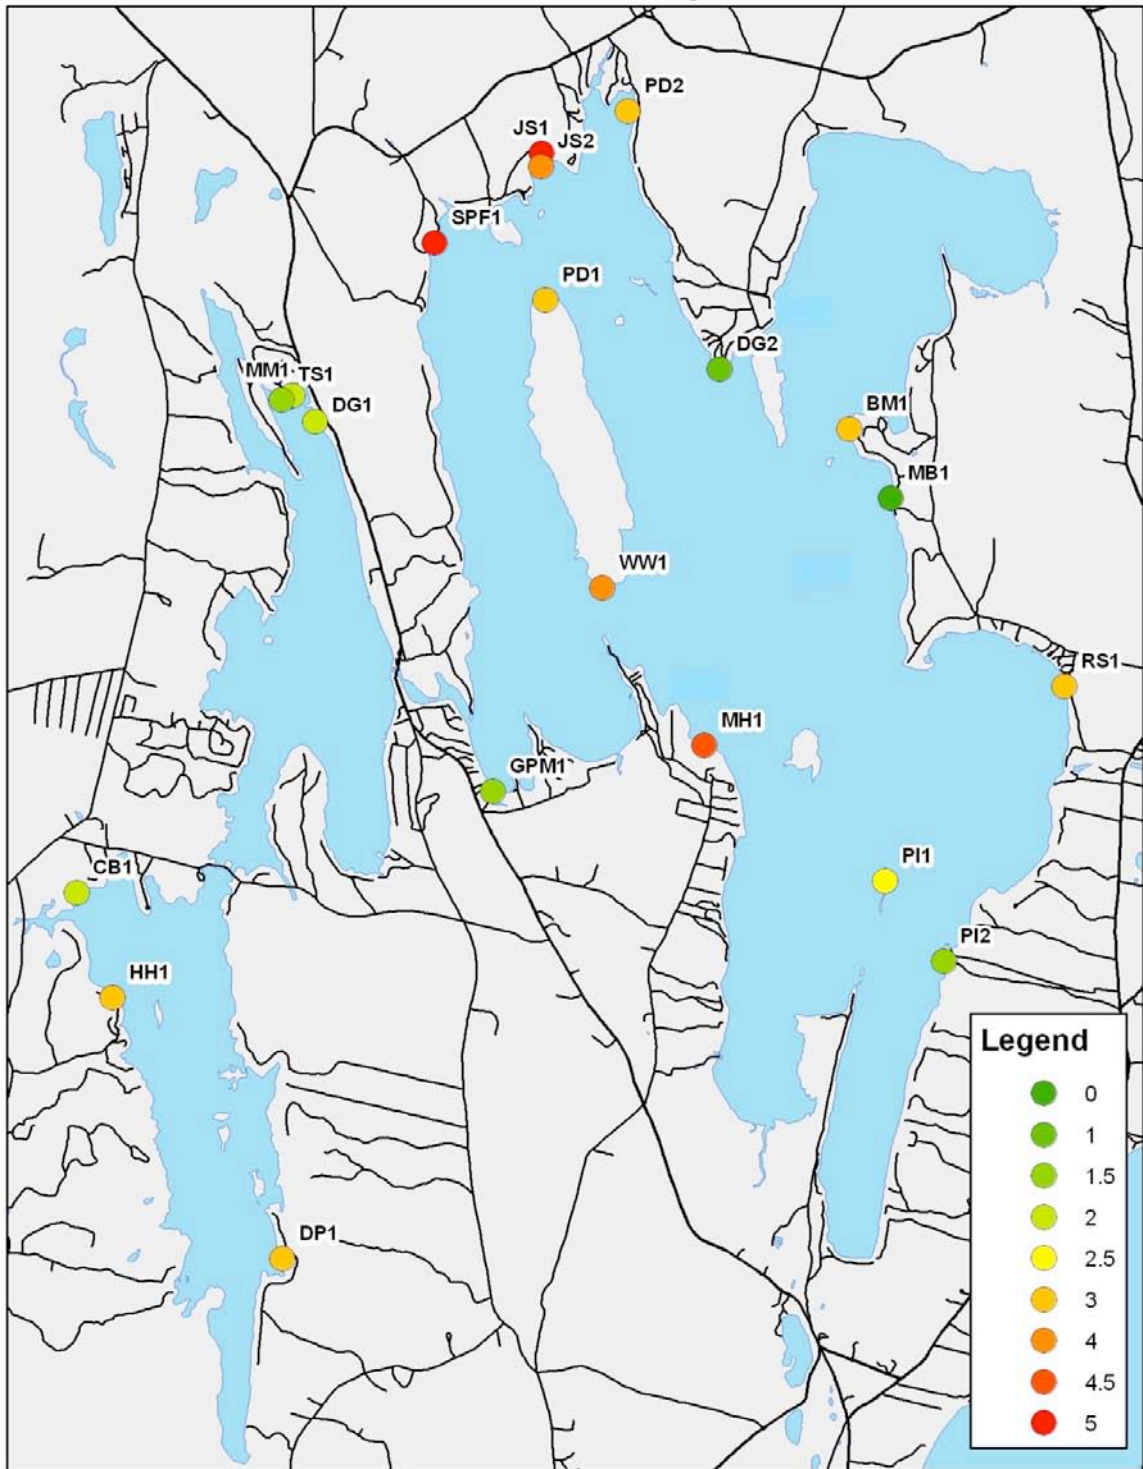 PD2
JS1
JS2
SPF1
PD1
DG2
MM1
TS1
DG1
BM1
MB1
WW1
RS1
MH1
GPM1
PI1
CB1
PI2
HH1
DP1
Legend
0
1
1.5
2
2.5
3
4
4.5
5